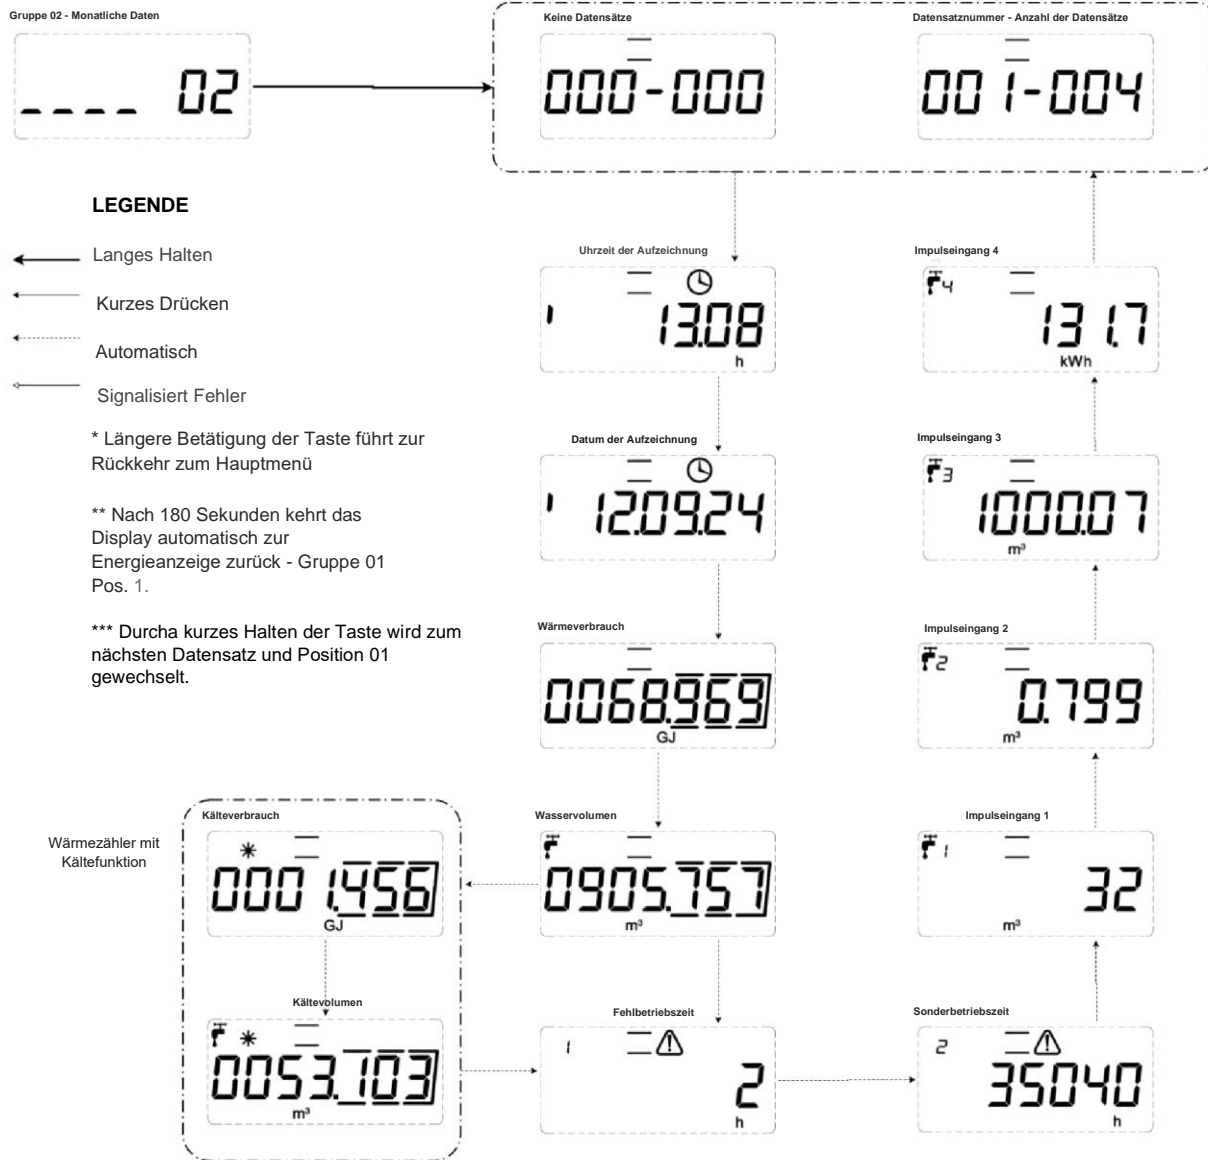 Gruppe 02 - Monatliche Daten
_ _ _ _ 02
Keine Datensätze
000-000
Datensatznummer - Anzahl der Datensätze
001-004
LEGENDE
Langes Halten
Kurzes Drücken
Automatisch
Signalisiert Fehler
* Längere Betätigung der Taste führt zur
Rückkehr zum Hauptmenü
** Nach 180 Sekunden kehrt das
Display automatisch zur
Energieanzeige zurück - Gruppe 01
Pos. 1.
*** Durcha kurzes Halten der Taste wird zum
nächsten Datensatz und Position 01
gewechselt.
Uhrzeit der Aufzeichnung
' 13.08
h
Datum der Aufzeichnung
' 12.09.24
Wärmeverbrauch
0068.969
GJ
Wasservolumen
0905.757
m³
Wärmezähler mit
Kältefunktion
Kälteverbrauch
0001.456
GJ
Kältevolumen
0053.103
m³
Fehlbetriebszeit
1
2
h
Sonderbetriebszeit
2
35040
h
Impulseingang 1
1
32
m³
Impulseingang 2
2
0.799
m³
Impulseingang 3
3
1000.07
m³
Impulseingang 4
4
131.7
kWh